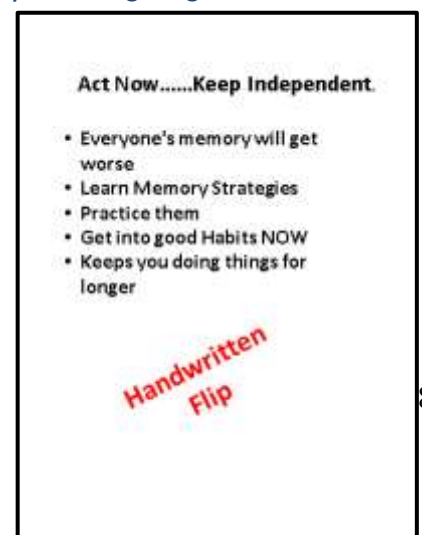 Act Now......Keep Independent.
• Everyone's memory will get
worse
• Learn Memory Strategies
• Practice them
• Get into good Habits NOW
• Keeps you doing things for
longer
Handwritten
Flip